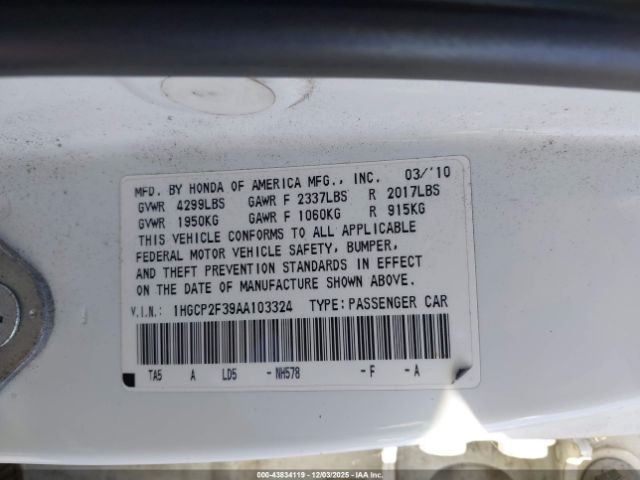 MFD. BY HONDA OF AMERICA MFG., INC. 03/'10
GVWR 4299LBS GAWR F 2337LBS R 2017LBS
GVWR 1950KG GAWR F 1060KG R 915KG
THIS VEHICLE CONFORMS TO ALL APPLICABLE
FEDERAL MOTOR VEHICLE SAFETY, BUMPER,
AND THEFT PREVENTION STANDARDS IN EFFECT
ON THE DATE OF MANUFACTURE SHOWN ABOVE.
V.I.N.: 1HGCP2F39AA103324 TYPE: PASSENGER CAR
TA5 A LD5 -NH578 -F -A
000-43834119 | 12/03/2025 | IAA Inc.